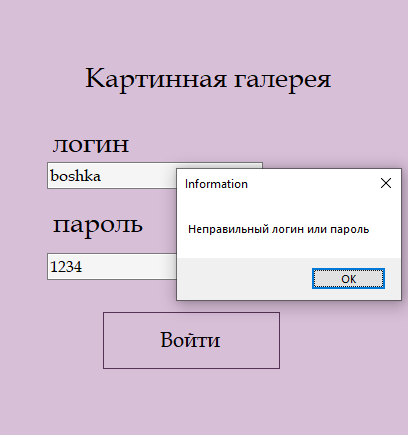 Картинная галерея
логин
boshka
Information
Неправильный логин или пароль
пароль
1234
OK
Войти